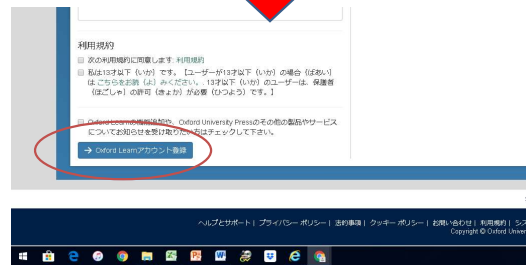 利用規約
次の利用規約に同意します: 利用規約
私は13才以下（いか）です。【ユーザーが13才以下（いか）の場合（ばあい）
は こちらをお読（よ）みください。. 13才以下（いか）のユーザーは、保護者
（ほごしゃ）の許可（きょか）が必要（ひつよう）です。】
Oxford Learnの機能追加や、Oxford University Pressのその他の製品やサービス
についてお知らせを受け取りたい方はチェックして下さい。
→ Oxford Learnアカウント登録
ヘルプとサポート | プライバシー ポリシー | 法的事項 | クッキー ポリシー | お問い合わせ | 利用規約 | シス
Copyright © Oxford Univer